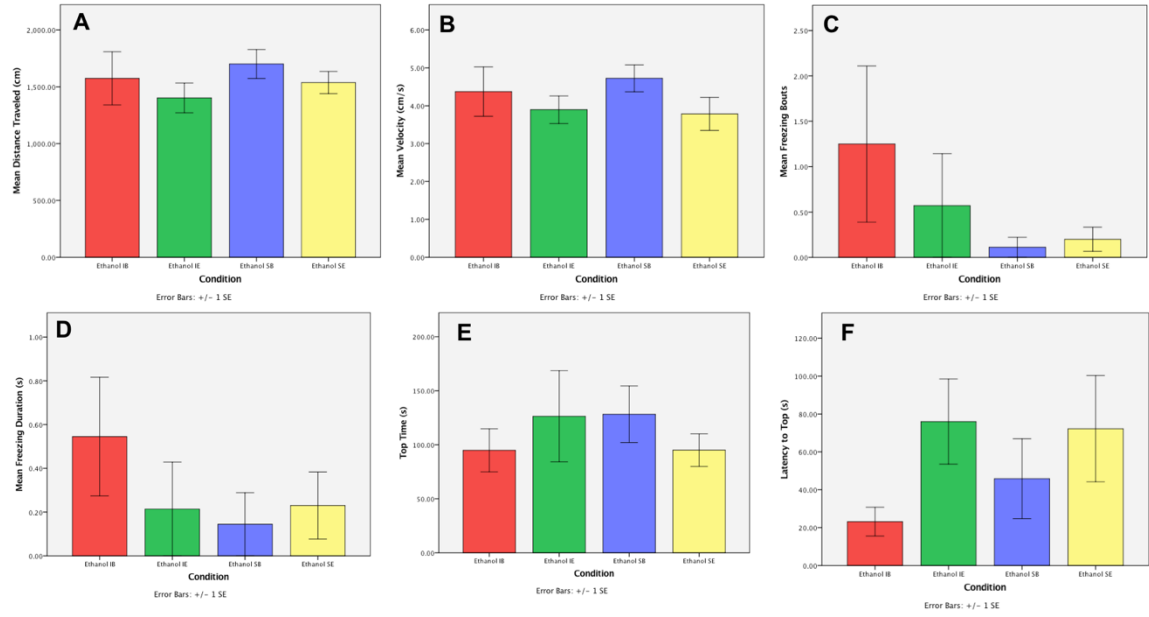 A
Mean Distance Traveled (cm)
2,000.00
1,500.00
1,000.00
500.00
0.00
Ethanol IB Ethanol IE Ethanol SB Ethanol SE
Condition
Error Bars: +/- 1 SE
B
Mean Velocity (cm/s)
6.00
5.00
4.00
3.00
2.00
1.00
0.00
Ethanol IB Ethanol IE Ethanol SB Ethanol SE
Condition
Error Bars: +/- 1 SE
C
Mean Freezing Bouts
2.50
2.00
1.50
1.00
0.50
0.00
Ethanol IB Ethanol IE Ethanol SB Ethanol SE
Condition
Error Bars: +/- 1 SE
D
Mean Freezing Duration (s)
1.00
0.80
0.60
0.40
0.20
0.00
Ethanol IB Ethanol IE Ethanol SB Ethanol SE
Condition
Error Bars: +/- 1 SE
E
Top Time (s)
200.00
150.00
100.00
50.00
0.00
Ethanol IB Ethanol IE Ethanol SB Ethanol SE
Condition
Error Bars: +/- 1 SE
F
Latency to Top (s)
120.00
100.00
80.00
60.00
40.00
20.00
0.00
Ethanol IB Ethanol IE Ethanol SB Ethanol SE
Condition
Error Bars: +/- 1 SE